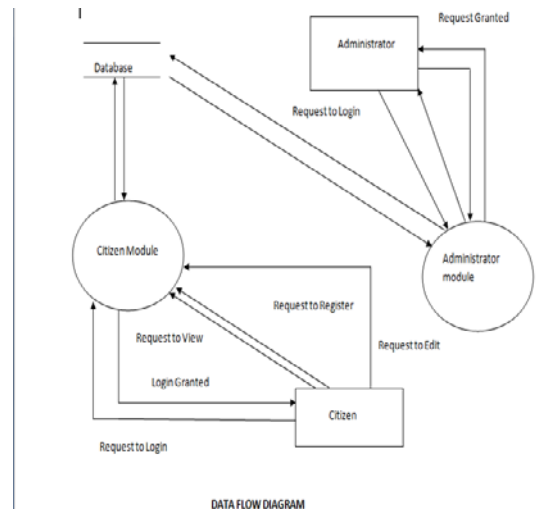 Request Granted
Administrator
Database
Request to Login
Citizen Module
Administrator
module
Request to Register
Request to View
Request to Edit
Login Granted
Citizen
Request to Login
DATA FLOW DIAGRAM